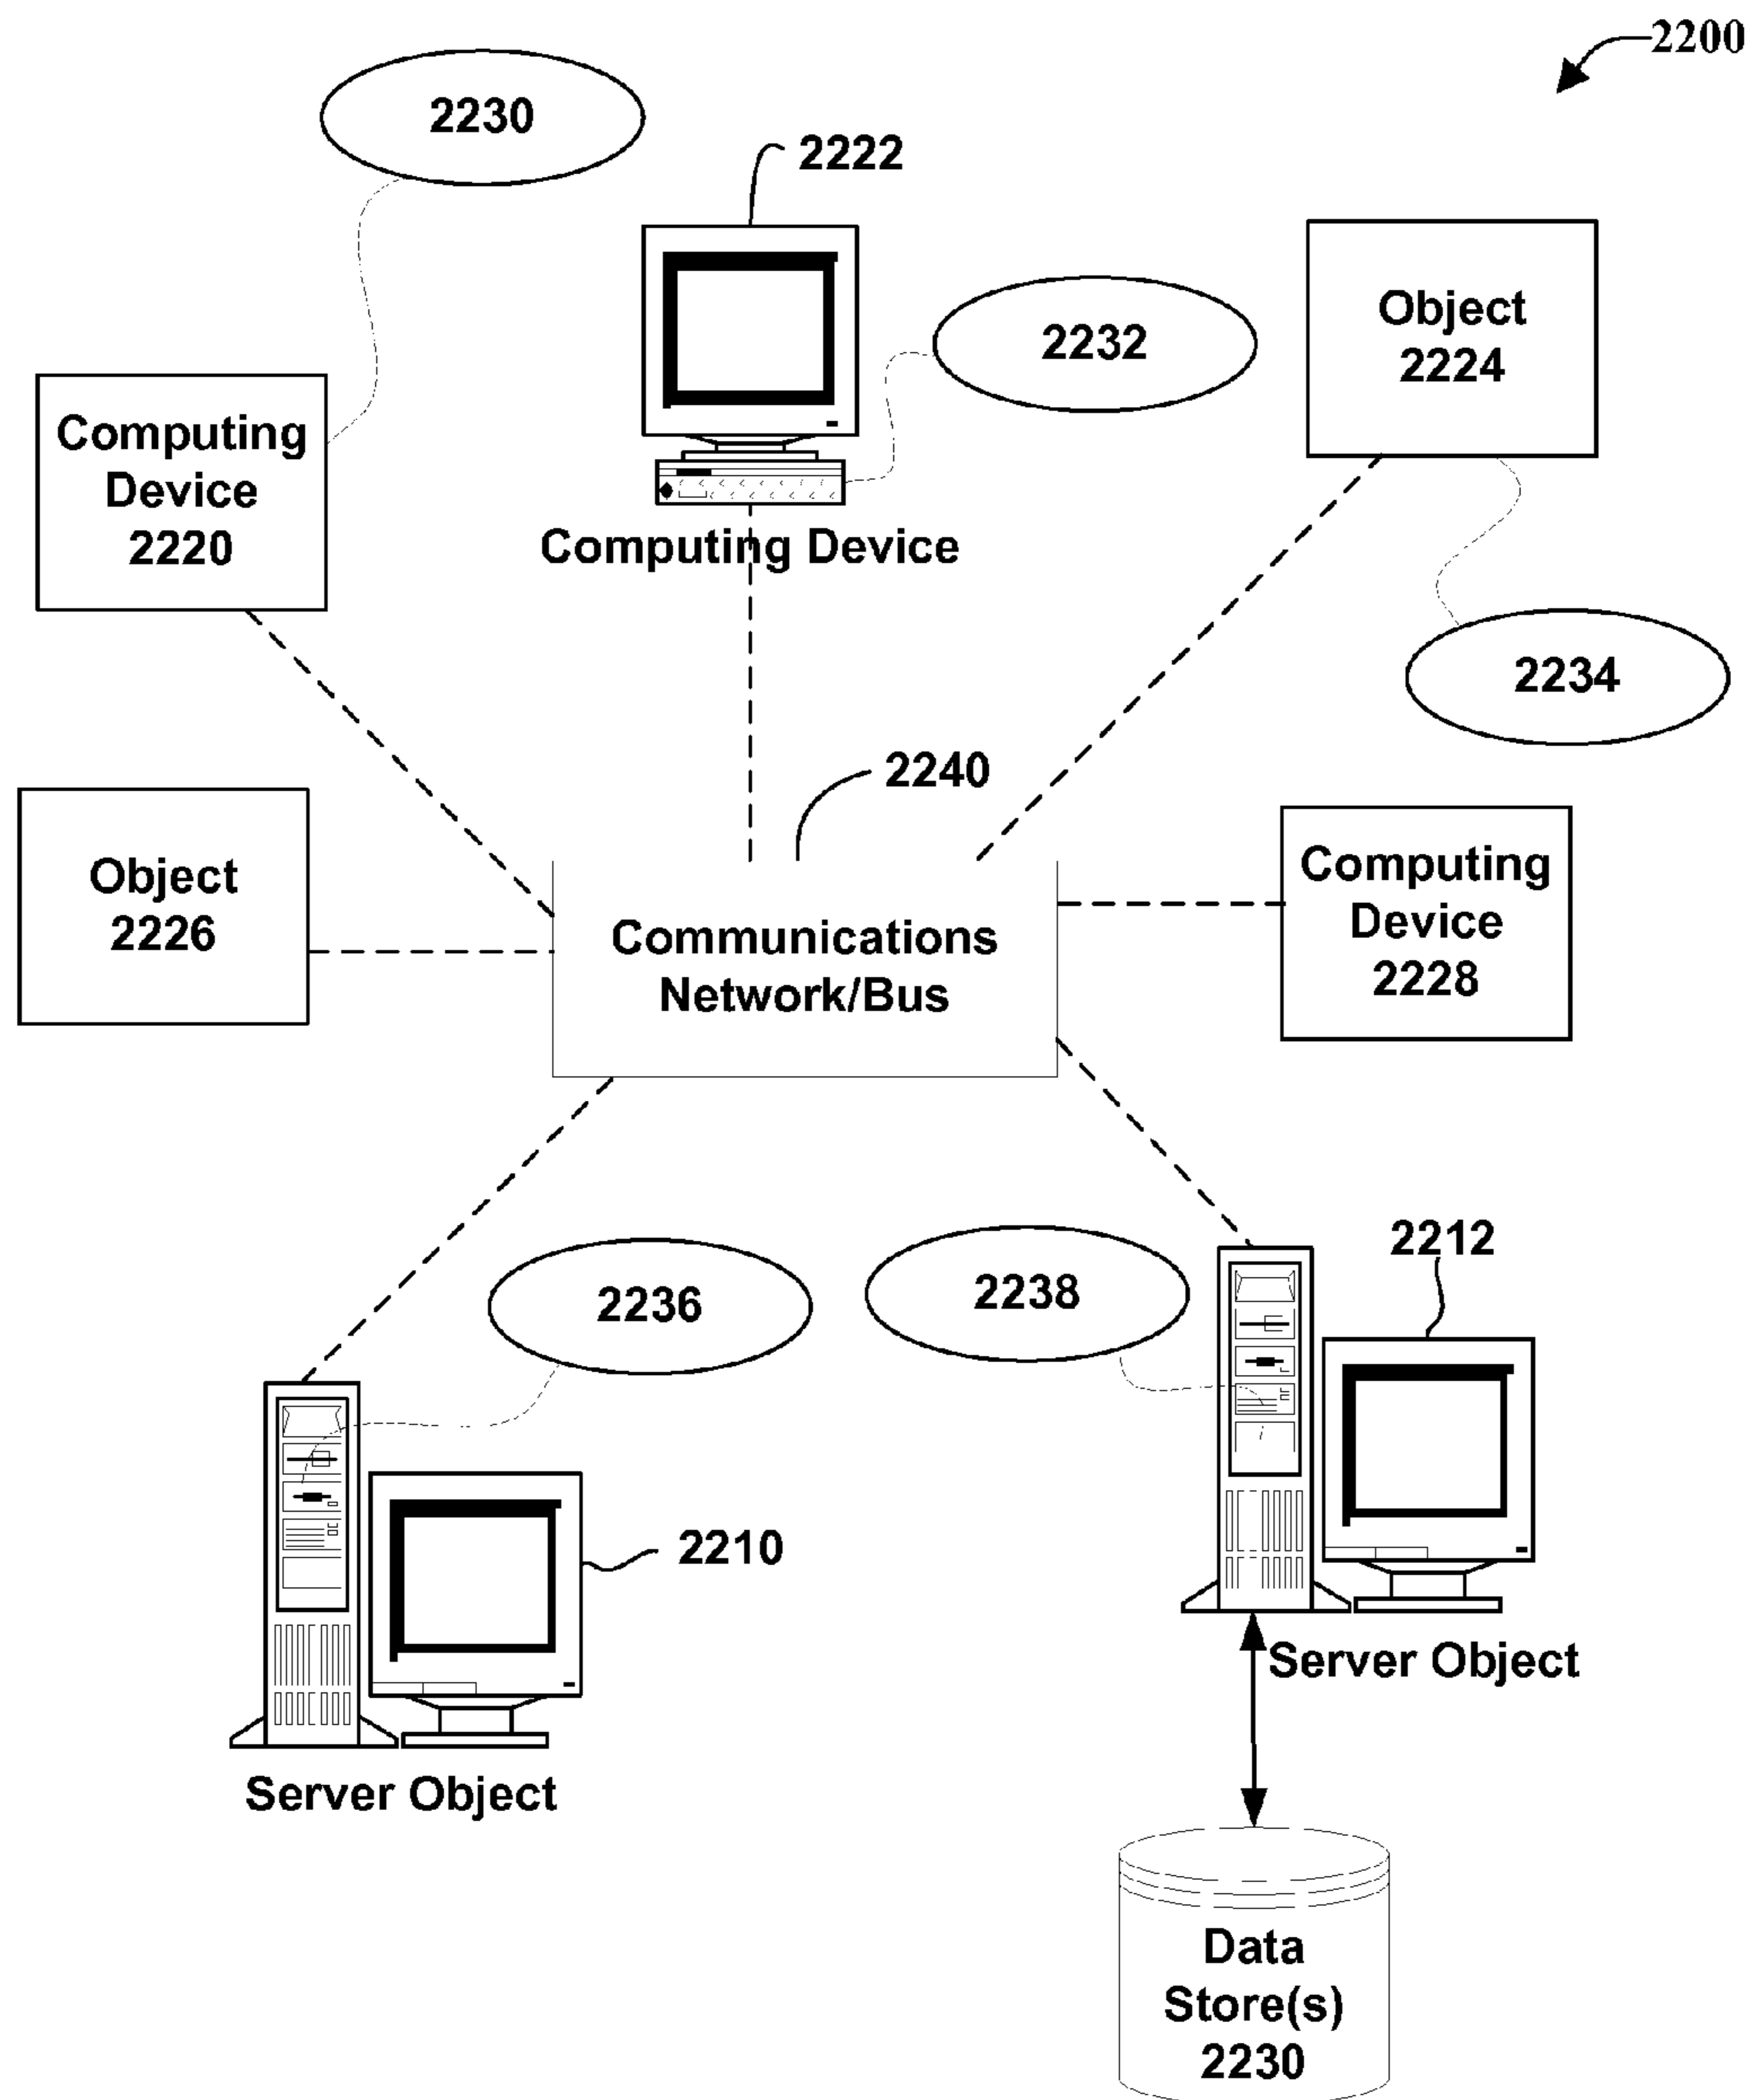 2200
2230
2222
2232
Object
2224
Computing
Device
2220
Computing Device
2234
2240
Object
2226
Communications
Network/Bus
Computing
Device
2228
2236
2238
2212
2210
Server Object
Server Object
Data
Store(s)
2230